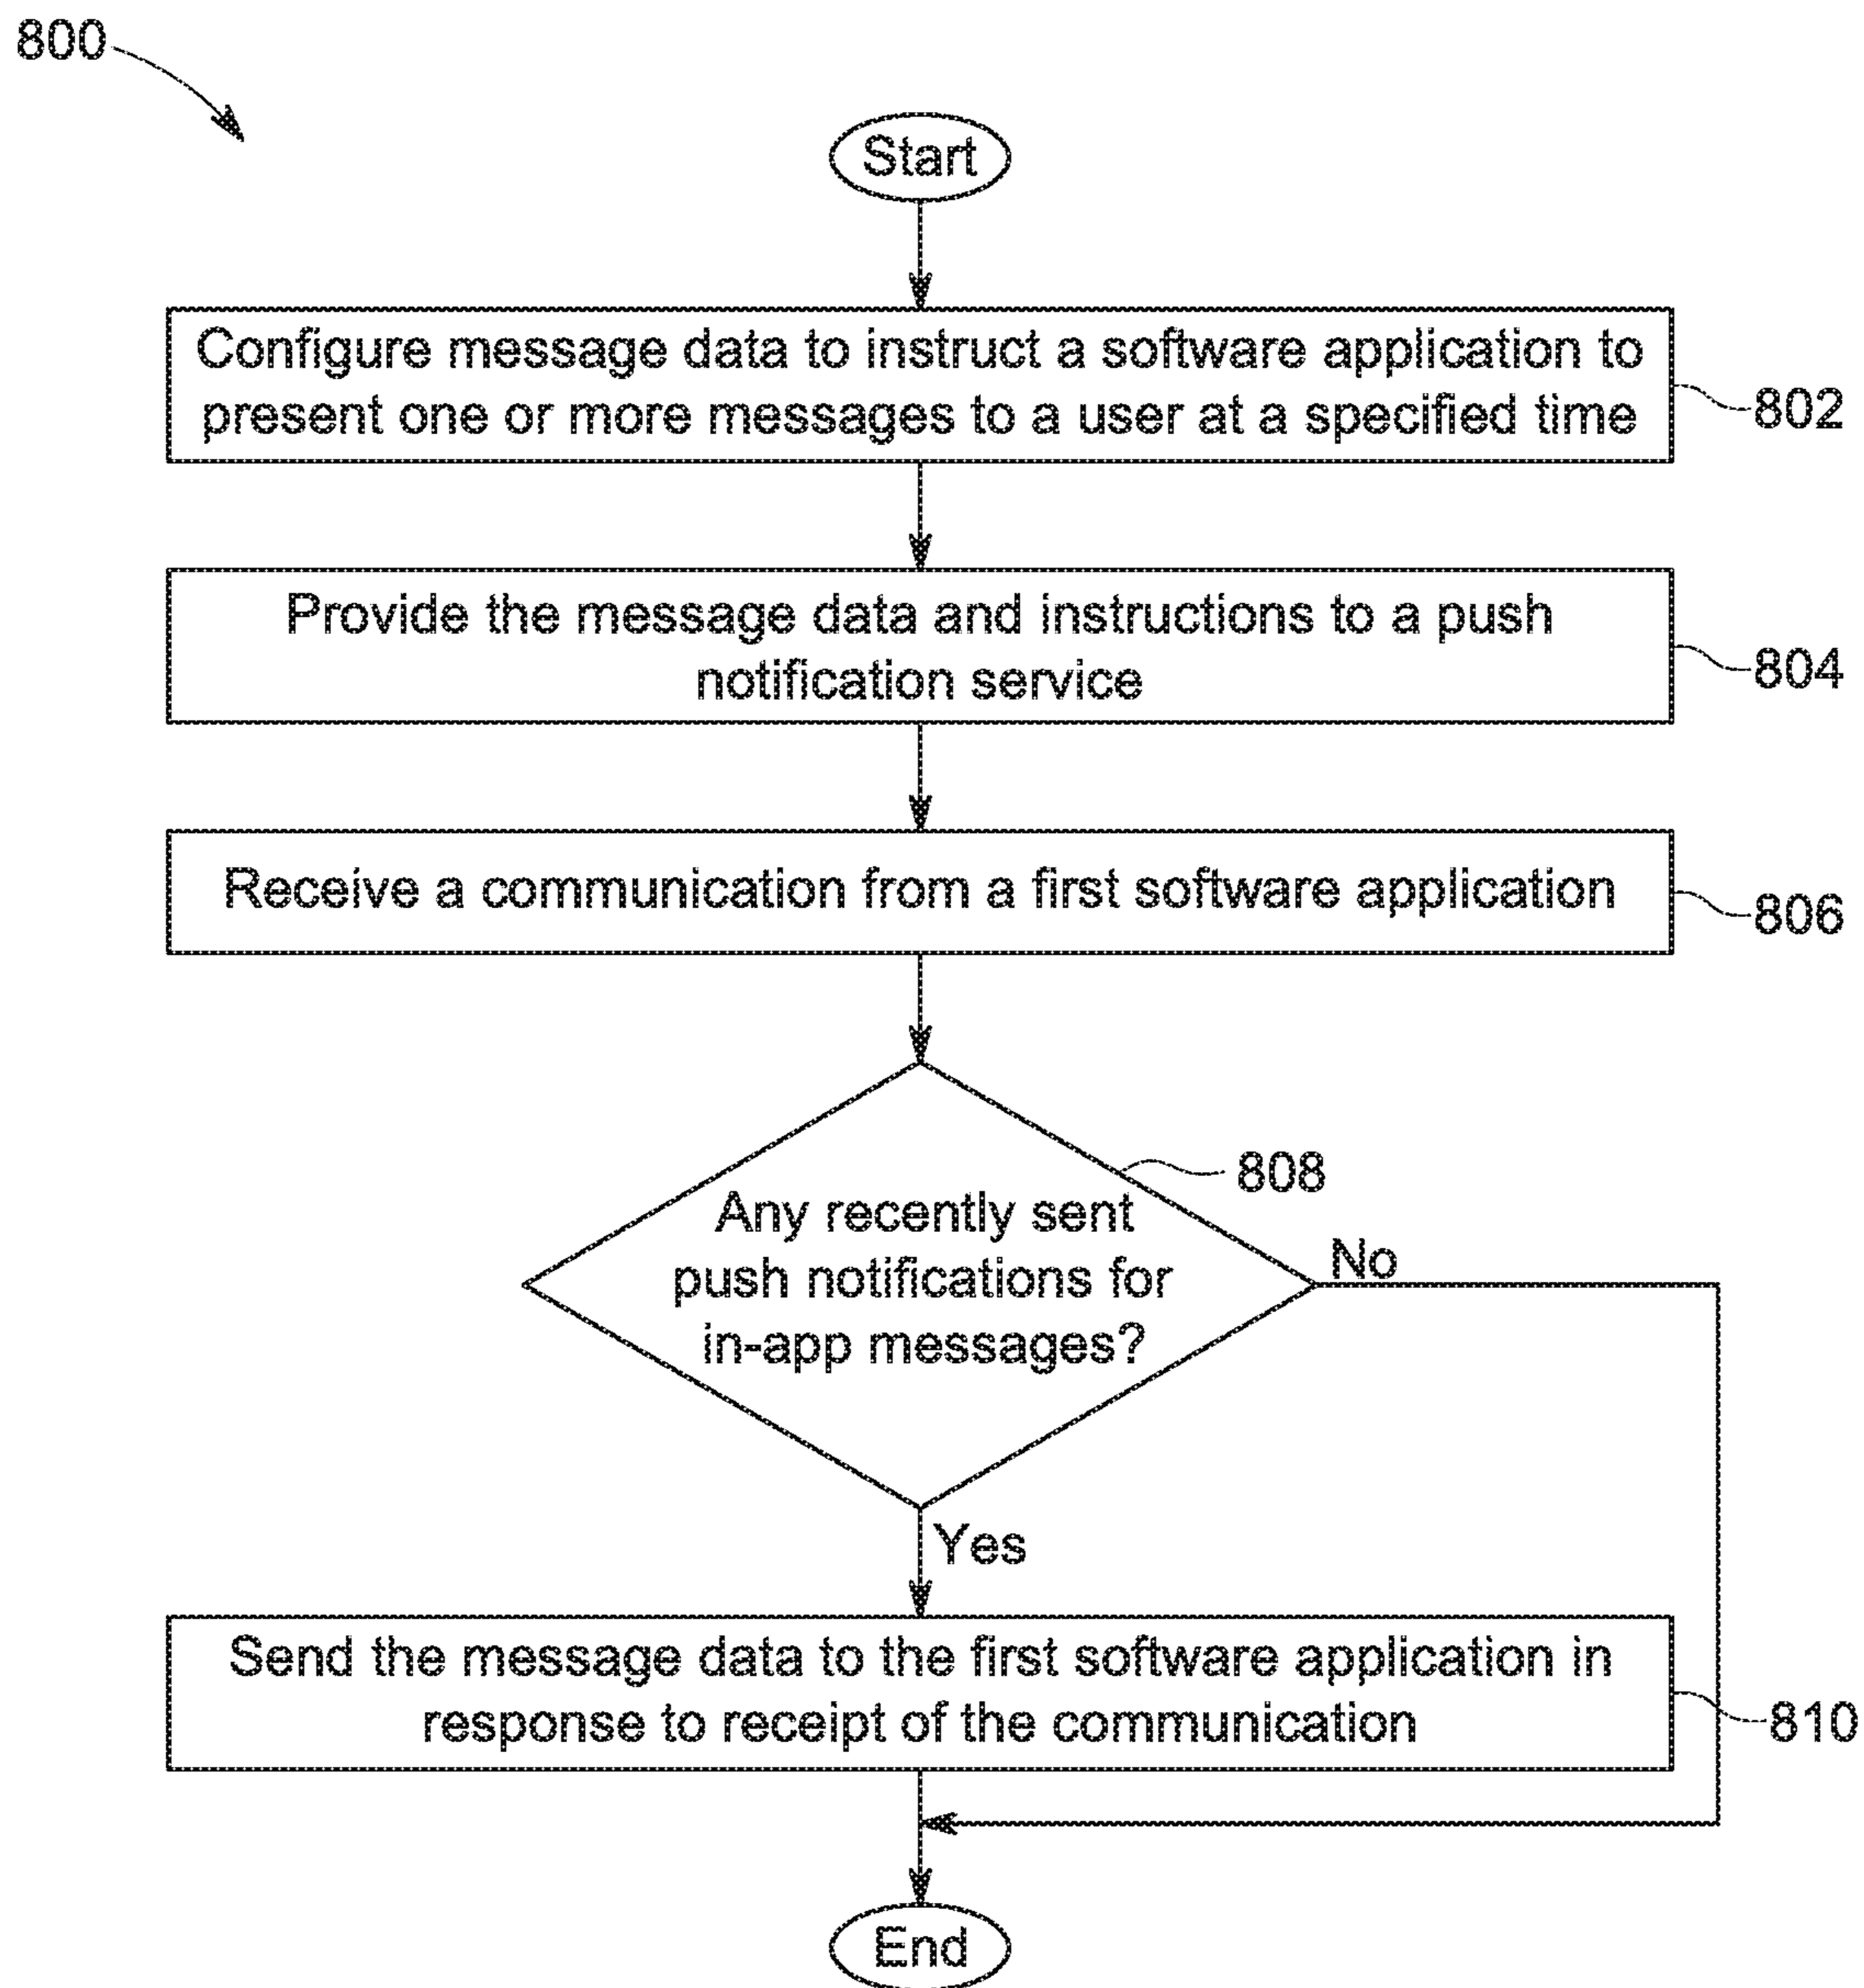 800
Start
Configure message data to instruct a software application to
present one or more messages to a user at a specified time
802
Provide the message data and instructions to a push
notification service
804
Receive a communication from a first software application
806
808
Any recently sent
push notifications for
in-app messages?
No
Yes
Send the message data to the first software application in
response to receipt of the communication
810
End